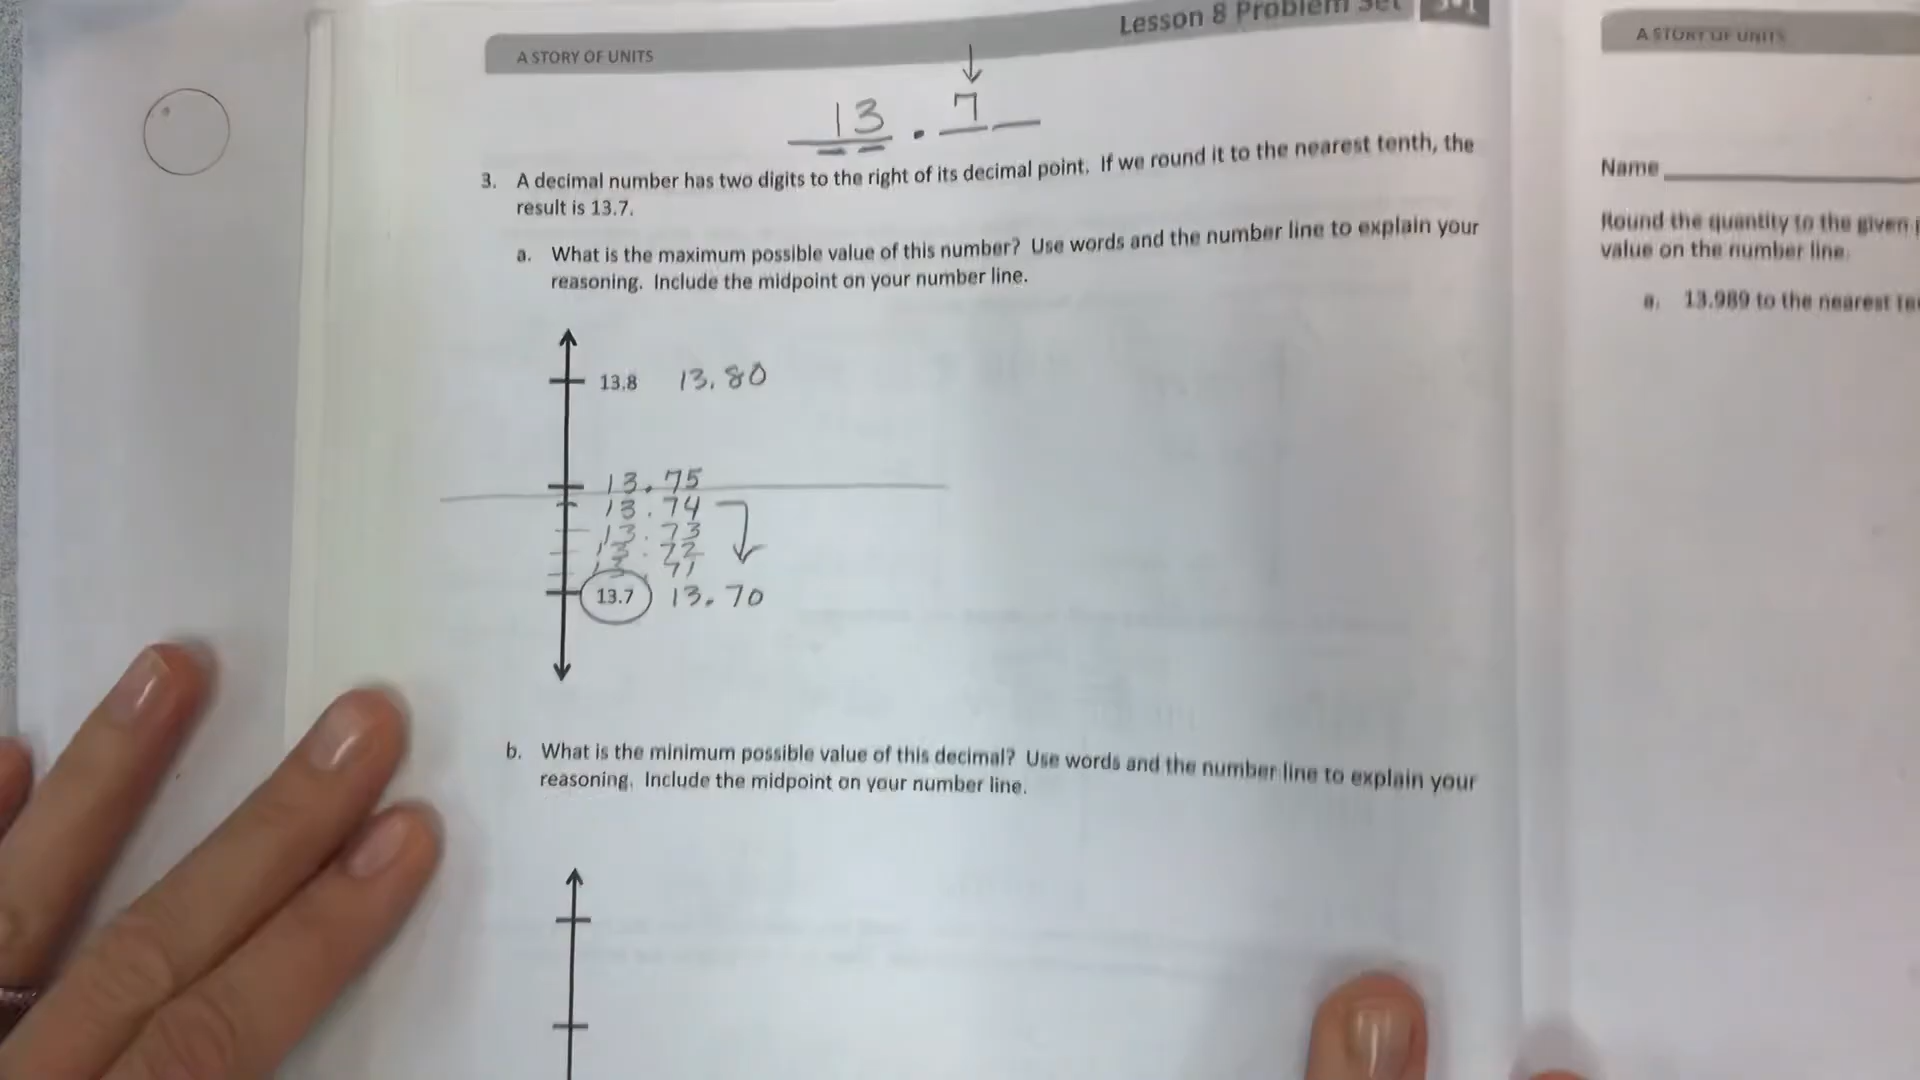 Lesson 8 Problem Set
A STORY OF UNITS
13.7
3. A decimal number has two digits to the right of its decimal point. If we round it to the nearest tenth, the
result is 13.7.
a. What is the maximum possible value of this number? Use words and the number line to explain your
reasoning. Include the midpoint on your number line.
13.8 13.80
13.75
13.74
13.73
13.72
13.71
13.7 13.70
b. What is the minimum possible value of this decimal? Use words and the number line to explain your
reasoning. Include the midpoint on your number line.
A STORY OF UNITS
Name
Round the quantity to the given
value on the number line.
a. 13.989 to the nearest